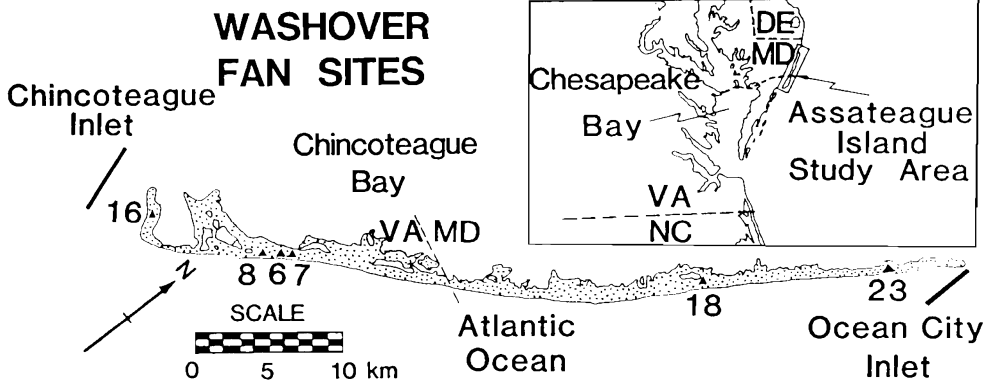 WASHOVER
FAN SITES
Chincoteague
Inlet
Chincoteague
Bay
16
VA MD
8 6 7
N
SCALE
0 5 10 km
Atlantic
Ocean
18
23
Ocean City
Inlet
DE
MD
Chesapeake
Bay
Assateague
Island
Study Area
VA
NC